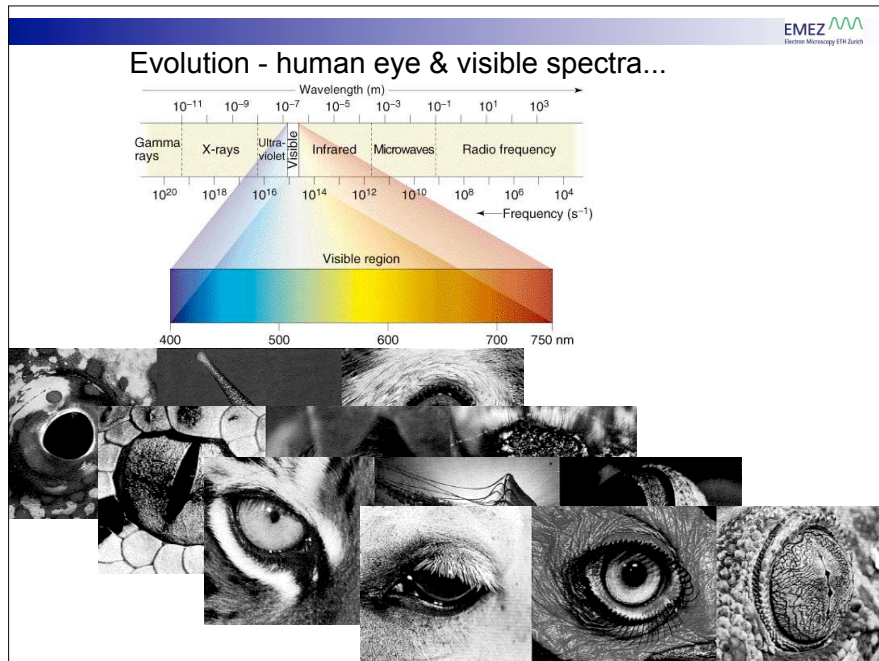 EMEZ
Electron Microscopy ETH Zurich
Evolution - human eye & visible spectra...
Wavelength (m)
10⁻¹¹ 10⁻⁹ 10⁻⁷ 10⁻⁵ 10⁻³ 10⁻¹ 10¹ 10³
Gamma
rays
X-rays
Ultra-
violet
Visible
Infrared
Microwaves
Radio frequency
10²⁰ 10¹⁸ 10¹⁶ 10¹⁴ 10¹² 10¹⁰ 10⁸ 10⁶ 10⁴
Frequency (s⁻¹)
Visible region
400 500 600 700 750 nm